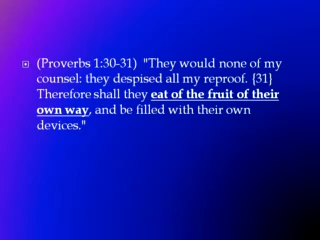 (Proverbs 1:30-31)  "They would none of my
counsel: they despised all my reproof. {31}
Therefore shall they eat of the fruit of their
own way, and be filled with their own
devices."